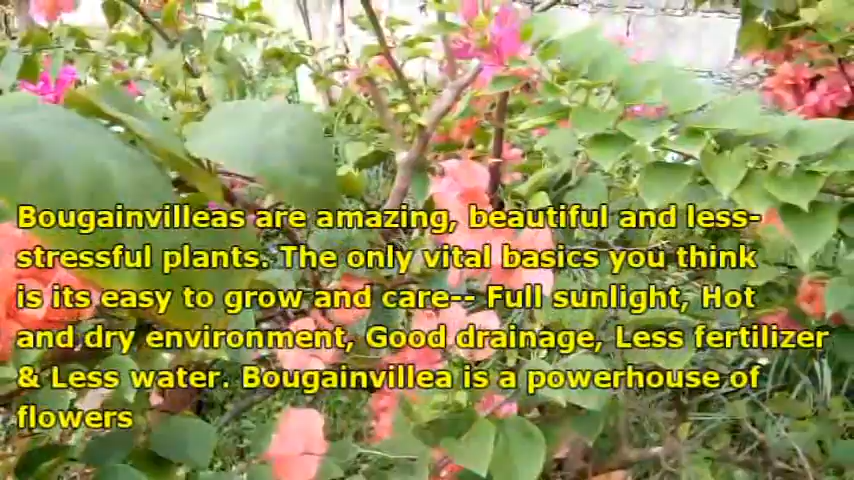 Bougainvilleas are amazing, beautiful, and less-
stressful plants. The only vital basics you think
is its easy to grow and care-- Full sunlight, Hot
and dry environment, Good drainage, Less fertilizer
& Less water. Bougainvillea is a powerhouse of
flowers